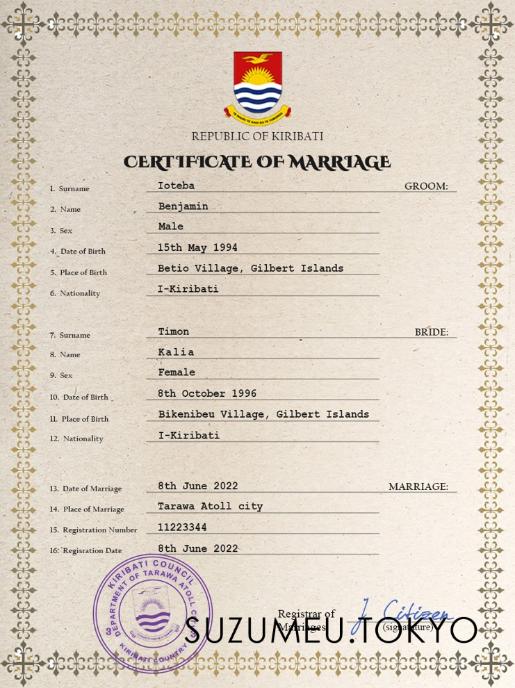 REPUBLIC OF KIRIBATI
CERTIFICATE OF MARRIAGE
1. Surname Ioteba GROOM:
2. Name Benjamin
3. Sex Male
4. Date of Birth 15th May 1994
5. Place of Birth Betio Village, Gilbert Islands
6. Nationality I-Kiribati
7. Surname Timon BRIDE:
8. Name Kalia
9. Sex Female
10. Date of Birth 8th October 1996
11. Place of Birth Bikenibeu Village, Gilbert Islands
12. Nationality I-Kiribati
13. Date of Marriage 8th June 2022 MARRIAGE:
14. Place of Marriage Tarawa Atoll city
15. Registration Number 11223344
16. Regisration Date 8th June 2022
KIRIBATI COUNCIL
DEPARTMENT OF TARAWA ATOLL
KIRIBATI COUNTRY
Registrar of J. Citizen
Marriages (signature)
SUZUMEU.TOKYO